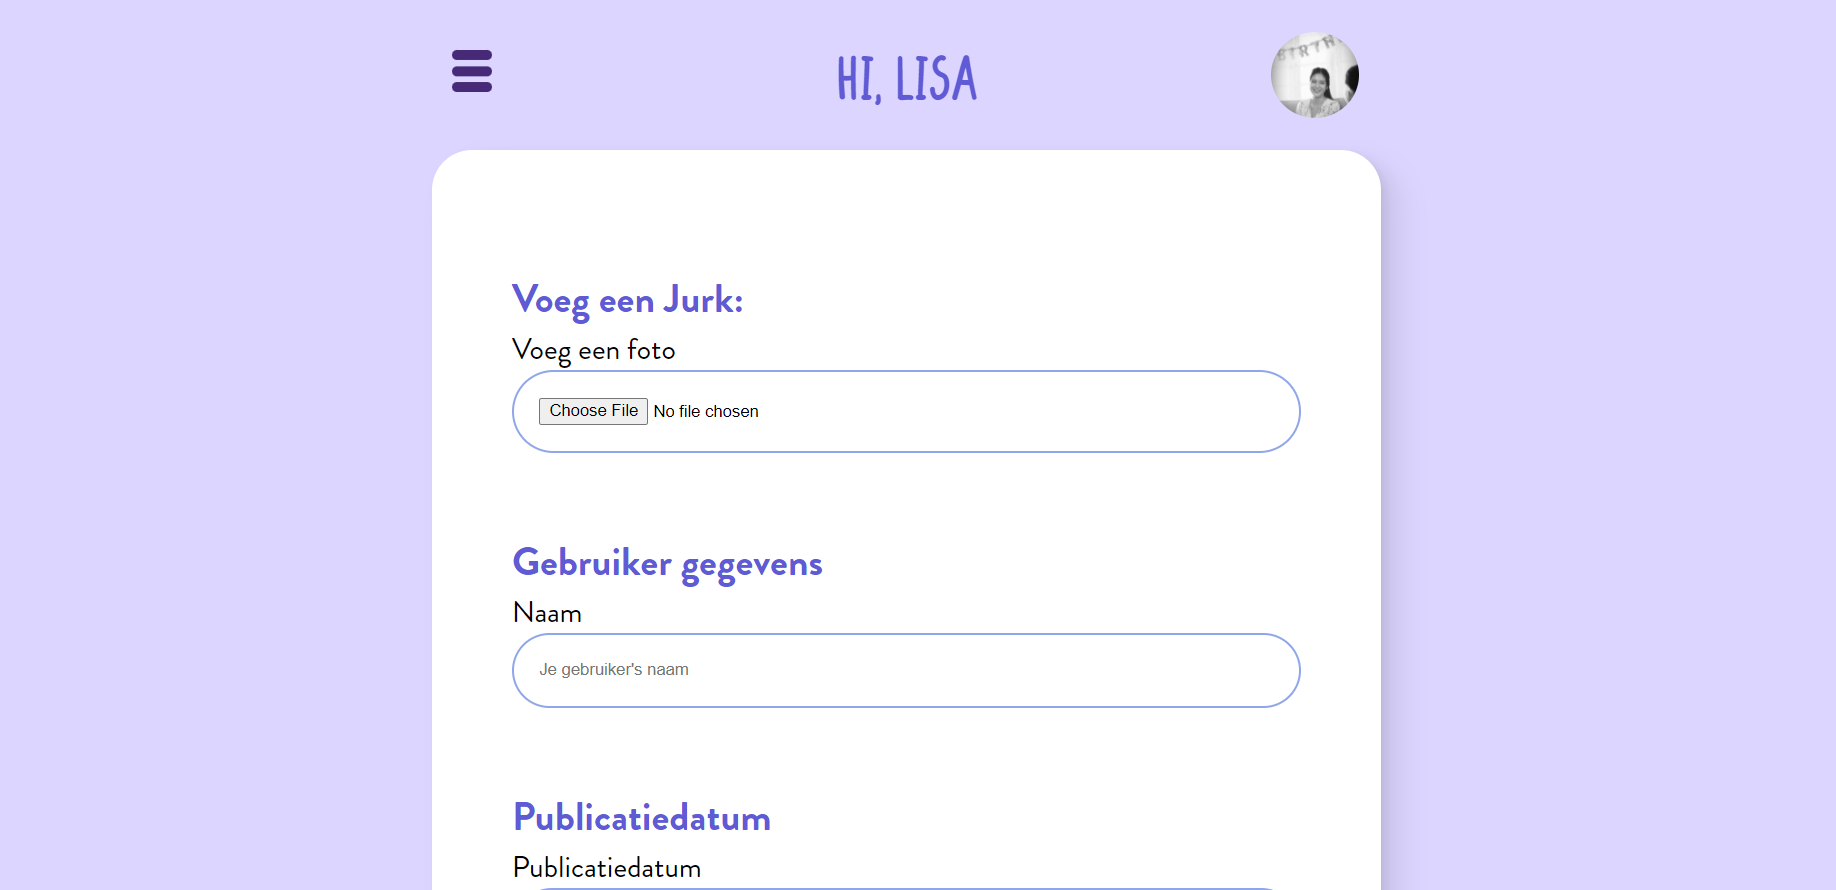 HI, LISA
BIRTH
Voeg een Jurk:
Voeg een foto
Choose File No file chosen
Gebruiker gegevens
Naam
Je gebruiker's naam
Publicatiedatum
Publicatiedatum